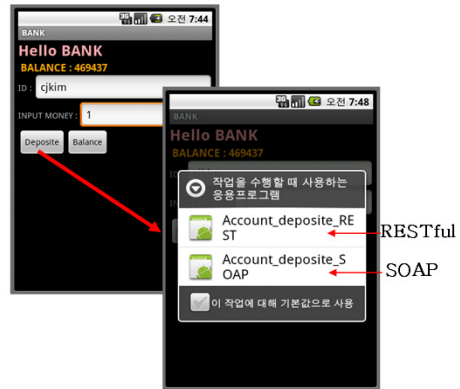 오전 7:44
BANK
Hello BANK
BALANCE : 469437
ID : cjkim
INPUT MONEY : 1
Deposite Balance
오전 7:48
BANK
Hello BANK
BALANCE : 469437
작업을 수행할 때 사용하는
응용프로그램
Account_deposite_RE
ST
Account_deposite_S
OAP
이 작업에 대해 기본값으로 사용
RESTful
SOAP